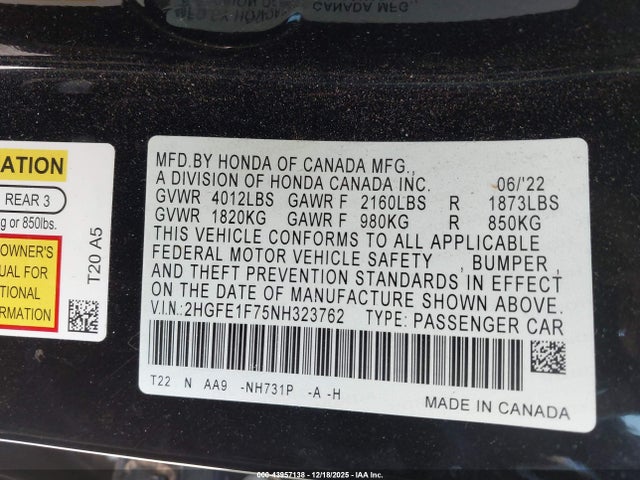 MFD.BY HONDA OF CANADA MFG.,
A DIVISION OF HONDA CANADA INC. 06/'22
GVWR 4012LBS GAWR F 2160LBS R 1873LBS
GVWR 1820KG GAWR F 980KG R 850KG
THIS VEHICLE CONFORMS TO ALL APPLICABLE
FEDERAL MOTOR VEHICLE SAFETY , BUMPER ,
AND THEFT PREVENTION STANDARDS IN EFFECT
ON THE DATE OF MANUFACTURE SHOWN ABOVE.
V.I.N.:2HGFE1F75NH323762 TYPE: PASSENGER CAR
T22 N AA9 -NH731P -A -H
MADE IN CANADA
ATION
REAR 3
g or 850lbs.
OWNER'S
UAL FOR
TIONAL
RMATION
T20 A5
000-43957138 - 12/18/2025 - IAA Inc.